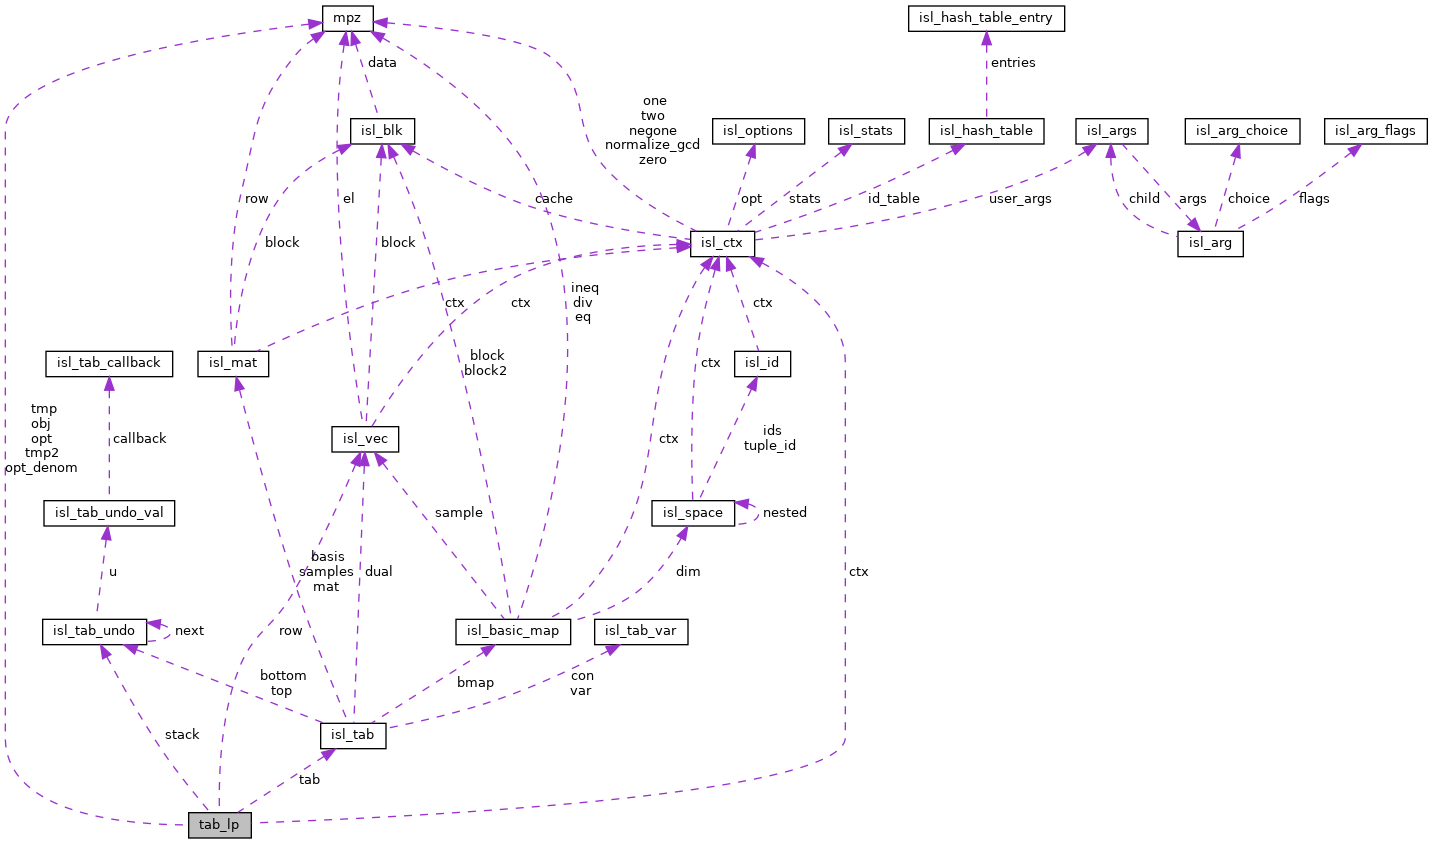 mpz
isl_hash_table_entry
data
entries
one
two
negone
normalize_gcd
zero
isl_blk
isl_options
isl_stats
isl_hash_table
isl_args
isl_arg_choice
isl_arg_flags
row
el
cache
opt
stats
id_table
user_args
child
args
choice
flags
block
block
isl_ctx
isl_arg
ineq
div
eq
ctx
ctx
ctx
isl_tab_callback
isl_mat
block
block2
ctx
isl_id
tmp
obj
opt
tmp2
opt_denom
callback
isl_vec
ctx
ids
tuple_id
isl_tab_undo_val
sample
isl_space
nested
u
basis
samples
mat
dual
dim
ctx
isl_tab_undo
next
row
isl_basic_map
isl_tab_var
bottom
top
bmap
con
var
stack
isl_tab
tab
tab_lp